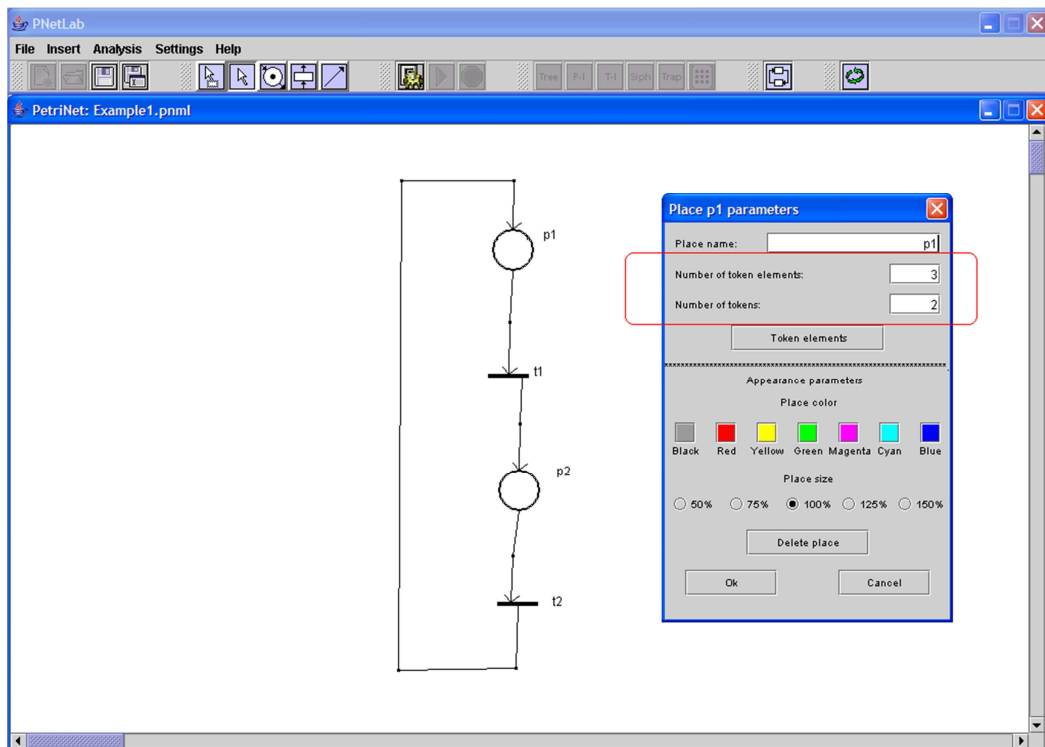 PNetLab
File Insert Analysis Settings Help
Tree P-I T-I Siph Trap
PetriNet: Example1.pnml
p1
t1
p2
t2
Place p1 parameters
Place name: p1
Number of token elements: 3
Number of tokens: 2
Token elements
Appearance parameters
Place color
Black Red Yellow Green Magenta Cyan Blue
Place size
50% 75% 100% 125% 150%
Delete place
Ok Cancel